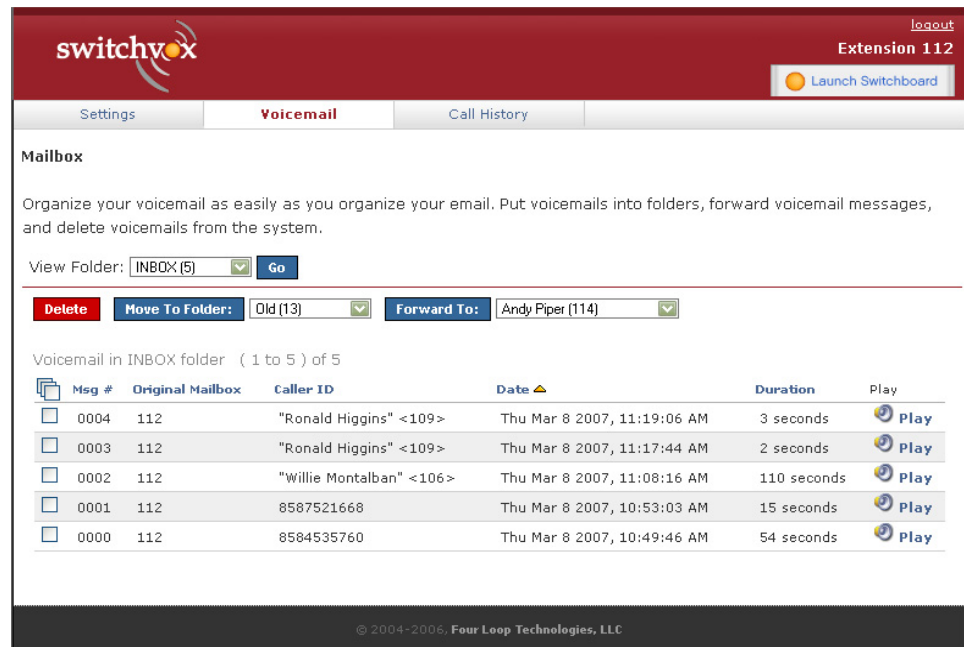 logout
switchvox
Extension 112
Launch Switchboard
Settings Voicemail Call History
Mailbox
Organize your voicemail as easily as you organize your email. Put voicemails into folders, forward voicemail messages,
and delete voicemails from the system.
View Folder: INBOX (5) Go
Delete Move To Folder: Old (13) Forward To: Andy Piper (114)
Voicemail in INBOX folder ( 1 to 5 ) of 5
Msg # Original Mailbox Caller ID Date Duration Play
0004 112 "Ronald Higgins" <109> Thu Mar 8 2007, 11:19:06 AM 3 seconds Play
0003 112 "Ronald Higgins" <109> Thu Mar 8 2007, 11:17:44 AM 2 seconds Play
0002 112 "Willie Montalban" <106> Thu Mar 8 2007, 11:08:16 AM 110 seconds Play
0001 112 8587521668 Thu Mar 8 2007, 10:53:03 AM 15 seconds Play
0000 112 8584535760 Thu Mar 8 2007, 10:49:46 AM 54 seconds Play
© 2004-2006, Four Loop Technologies, LLC